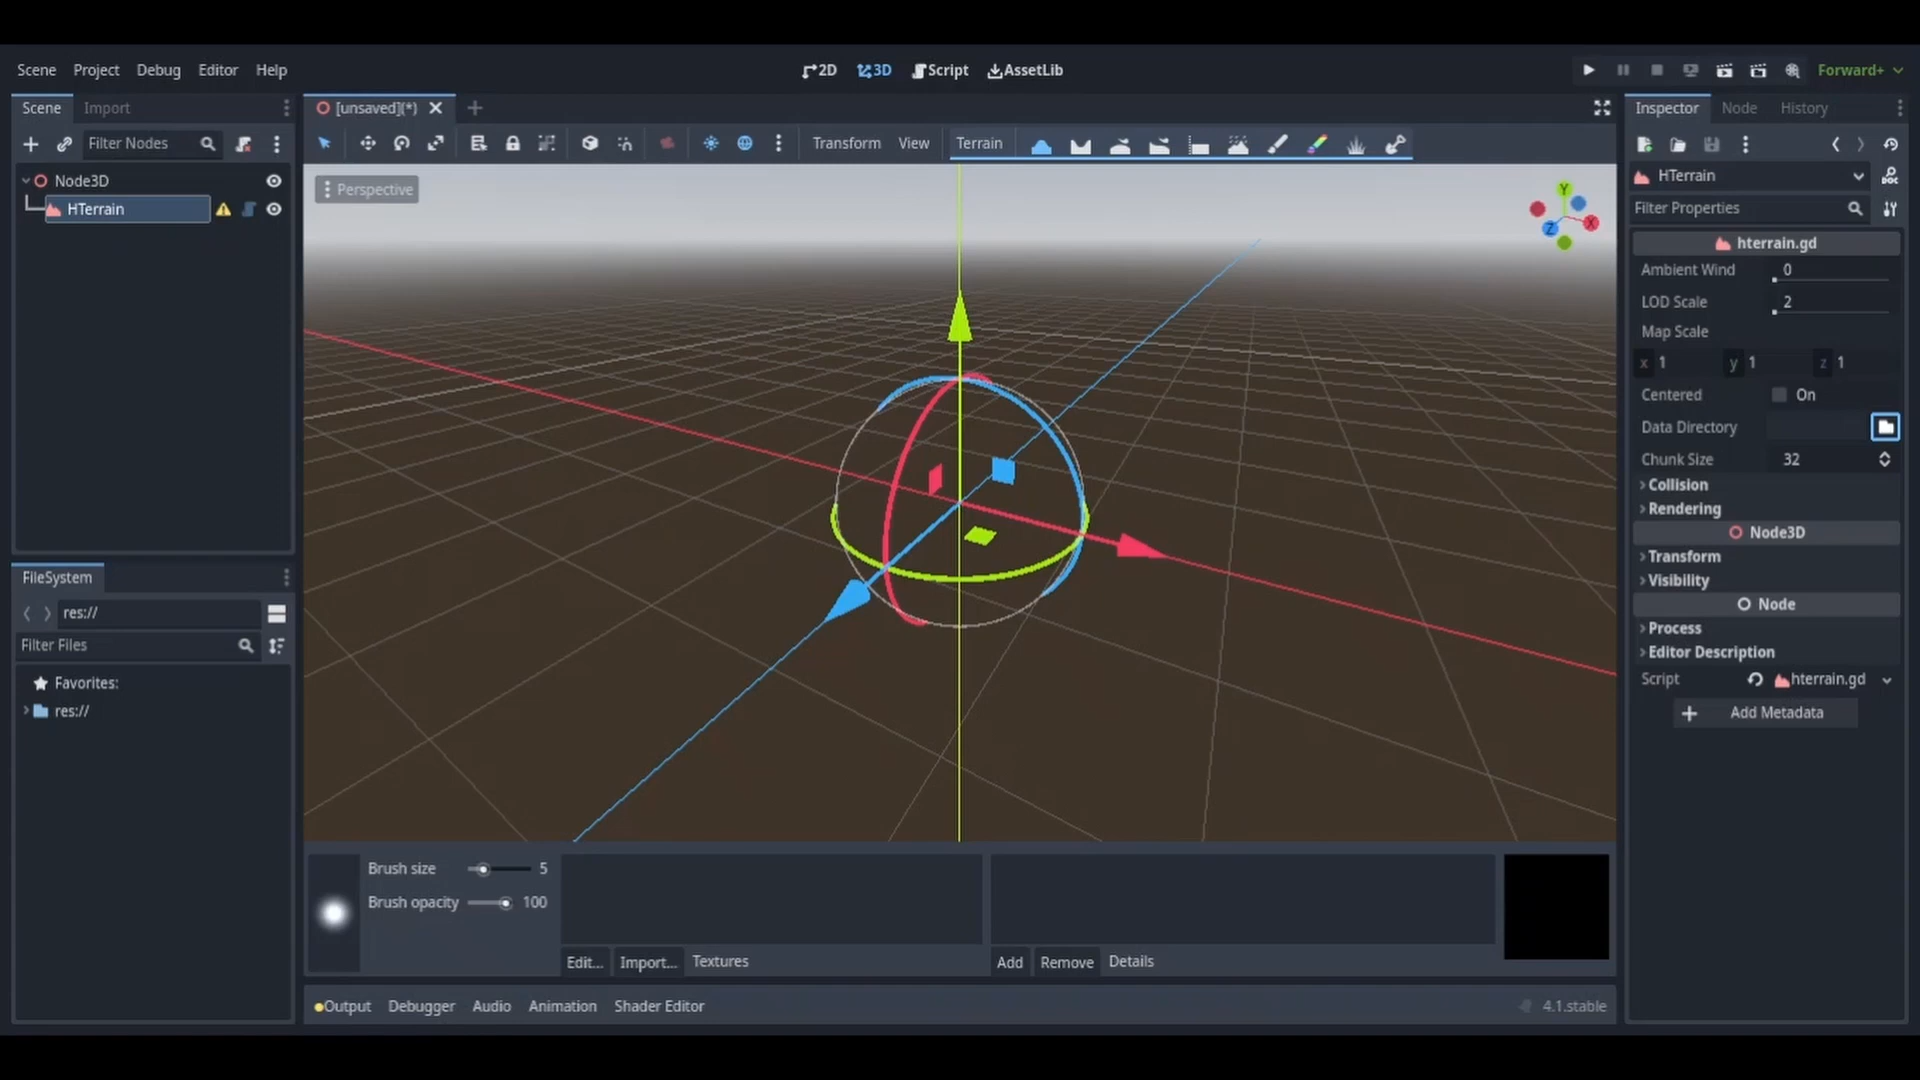 Scene Project Debug Editor Help
2D 3D Script AssetLib
Forward+
Scene Import
[unsaved](*)
Inspector Node History
Filter Nodes
Transform View Terrain
Node3D
HTerrain
Perspective
Y
X
Z
HTerrain
DOC
Filter Properties
hterrain.gd
Ambient Wind 0
LOD Scale 2
Map Scale
x 1 y 1 z 1
Centered On
Data Directory
Chunk Size 32
Collision
Rendering
Node3D
Transform
Visibility
Node
Process
Editor Description
Script hterrain.gd
Add Metadata
FileSystem
res://
Filter Files
Favorites:
res://
Brush size 5
Brush opacity 100
Edit... Import... Textures
Add Remove Details
Output Debugger Audio Animation Shader Editor
4.1.stable